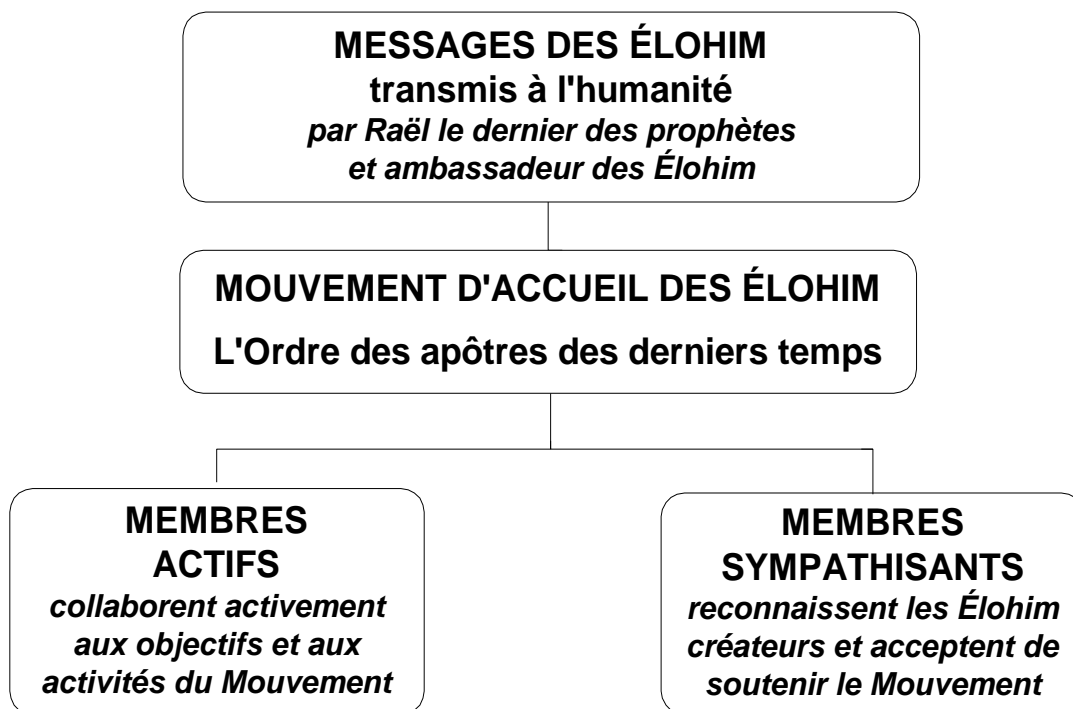 MESSAGES DES ÉLOHIM
transmis à l'humanité
par Raël le dernier des prophètes
et ambassadeur des Élohim
MOUVEMENT D'ACCUEIL DES ÉLOHIM
L'Ordre des apôtres des derniers temps
MEMBRES
ACTIFS
collaborent activement
aux objectifs et aux
activités du Mouvement
MEMBRES
SYMPATHISANTS
reconnaissent les Élohim
créateurs et acceptent de
soutenir le Mouvement